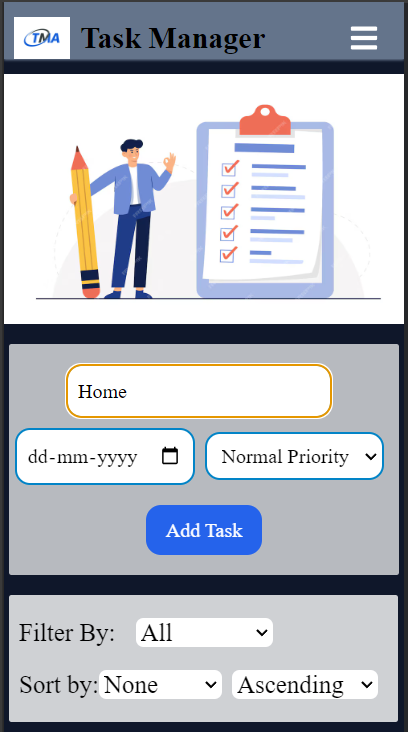 TMA
Task Manager
Home
dd-mm-yyyy
Normal Priority
Add Task
Filter By: All
Sort by: None Ascending